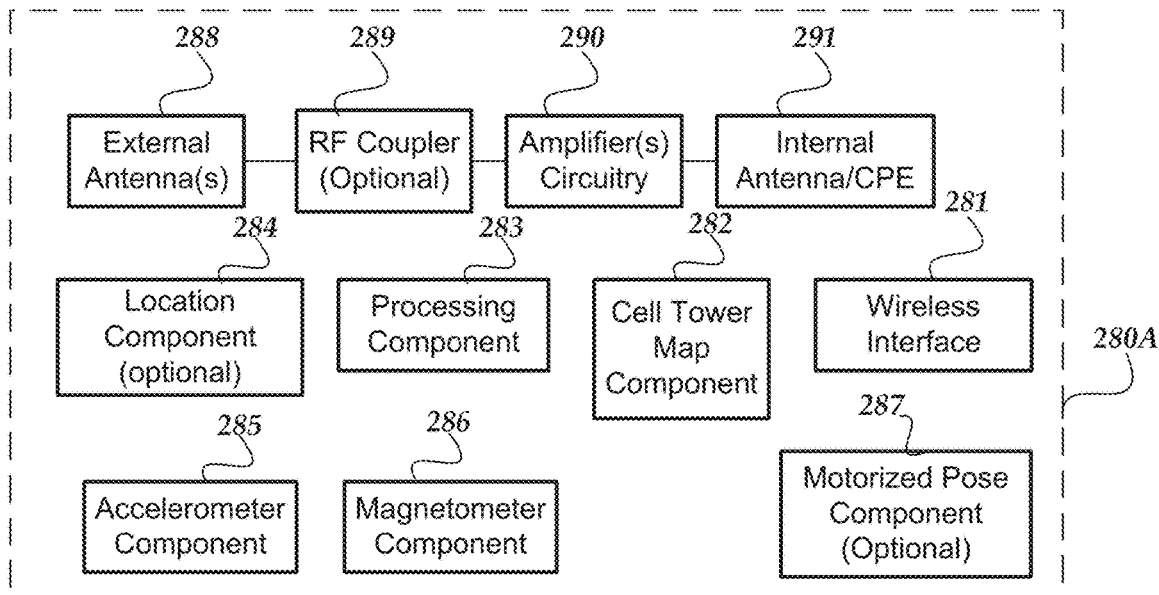 288
289
290
291
External
Antenna(s)
RF Coupler
(Optional)
Amplifier(s)
Circuitry
Internal
Antenna/CPE
284
283
282
281
Location
Component
(optional)
Processing
Component
Cell Tower
Map
Component
Wireless
Interface
280A
285
286
287
Accelerometer
Component
Magnetometer
Component
Motorized Pose
Component
(Optional)